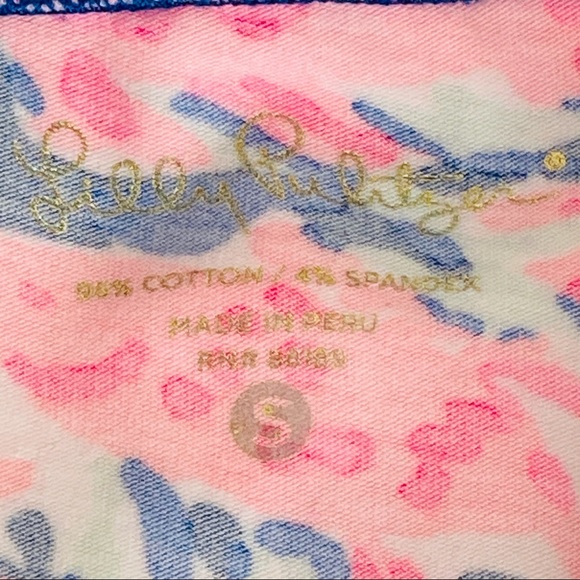 Lilly Pulitzer ®
96% COTTON / 4% SPANDEX
MADE IN PERU
S